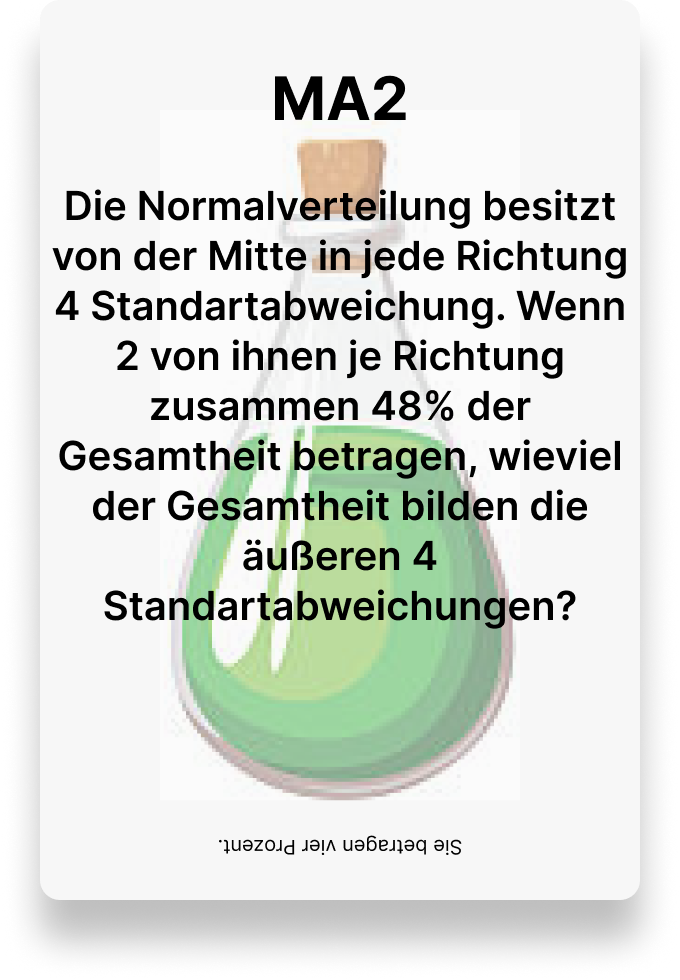 MA2
Die Normalverteilung besitzt
von der Mitte in jede Richtung
4 Standartabweichung. Wenn
2 von ihnen je Richtung
zusammen 48% der
Gesamtheit betragen, wieviel
der Gesamtheit bilden die
äußeren 4
Standartabweichungen?
Sie betragen vier Prozent.